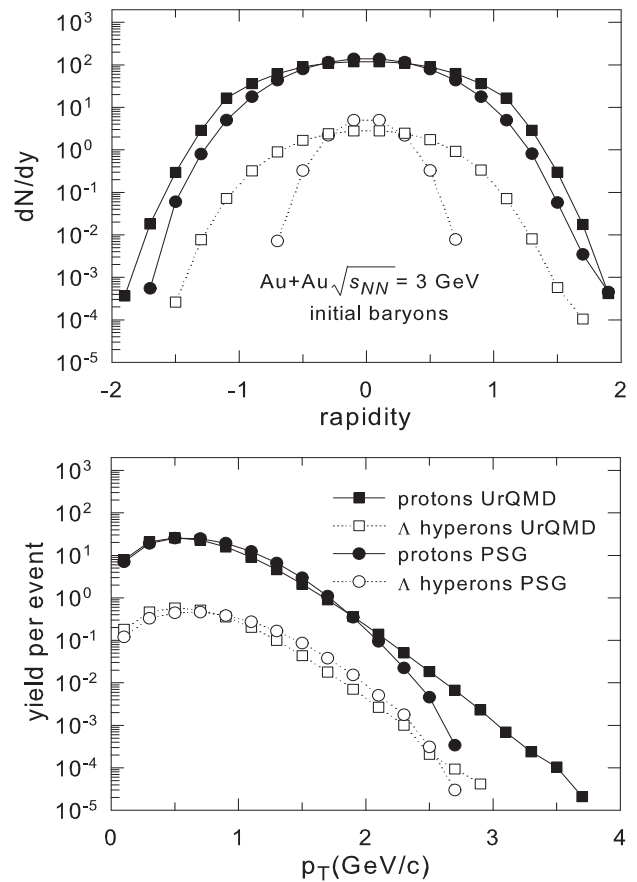 10³
10²
10¹
10⁰
10⁻¹
10⁻²
10⁻³
10⁻⁴
10⁻⁵
dN/dy
Au+Au √s_NN = 3 GeV
initial baryons
-2 -1 0 1 2
rapidity
10³
10²
10¹
10⁰
10⁻¹
10⁻²
10⁻³
10⁻⁴
10⁻⁵
yield per event
protons UrQMD
Λ hyperons UrQMD
protons PSG
Λ hyperons PSG
0 1 2 3 4
p_T(GeV/c)